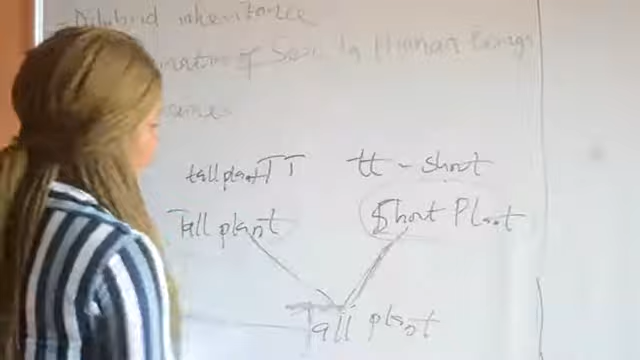 - Dihybrid inheritance
of Sex In Human Beings
tall plant TT tt - short
Tall plant Short Plant
Tall plant